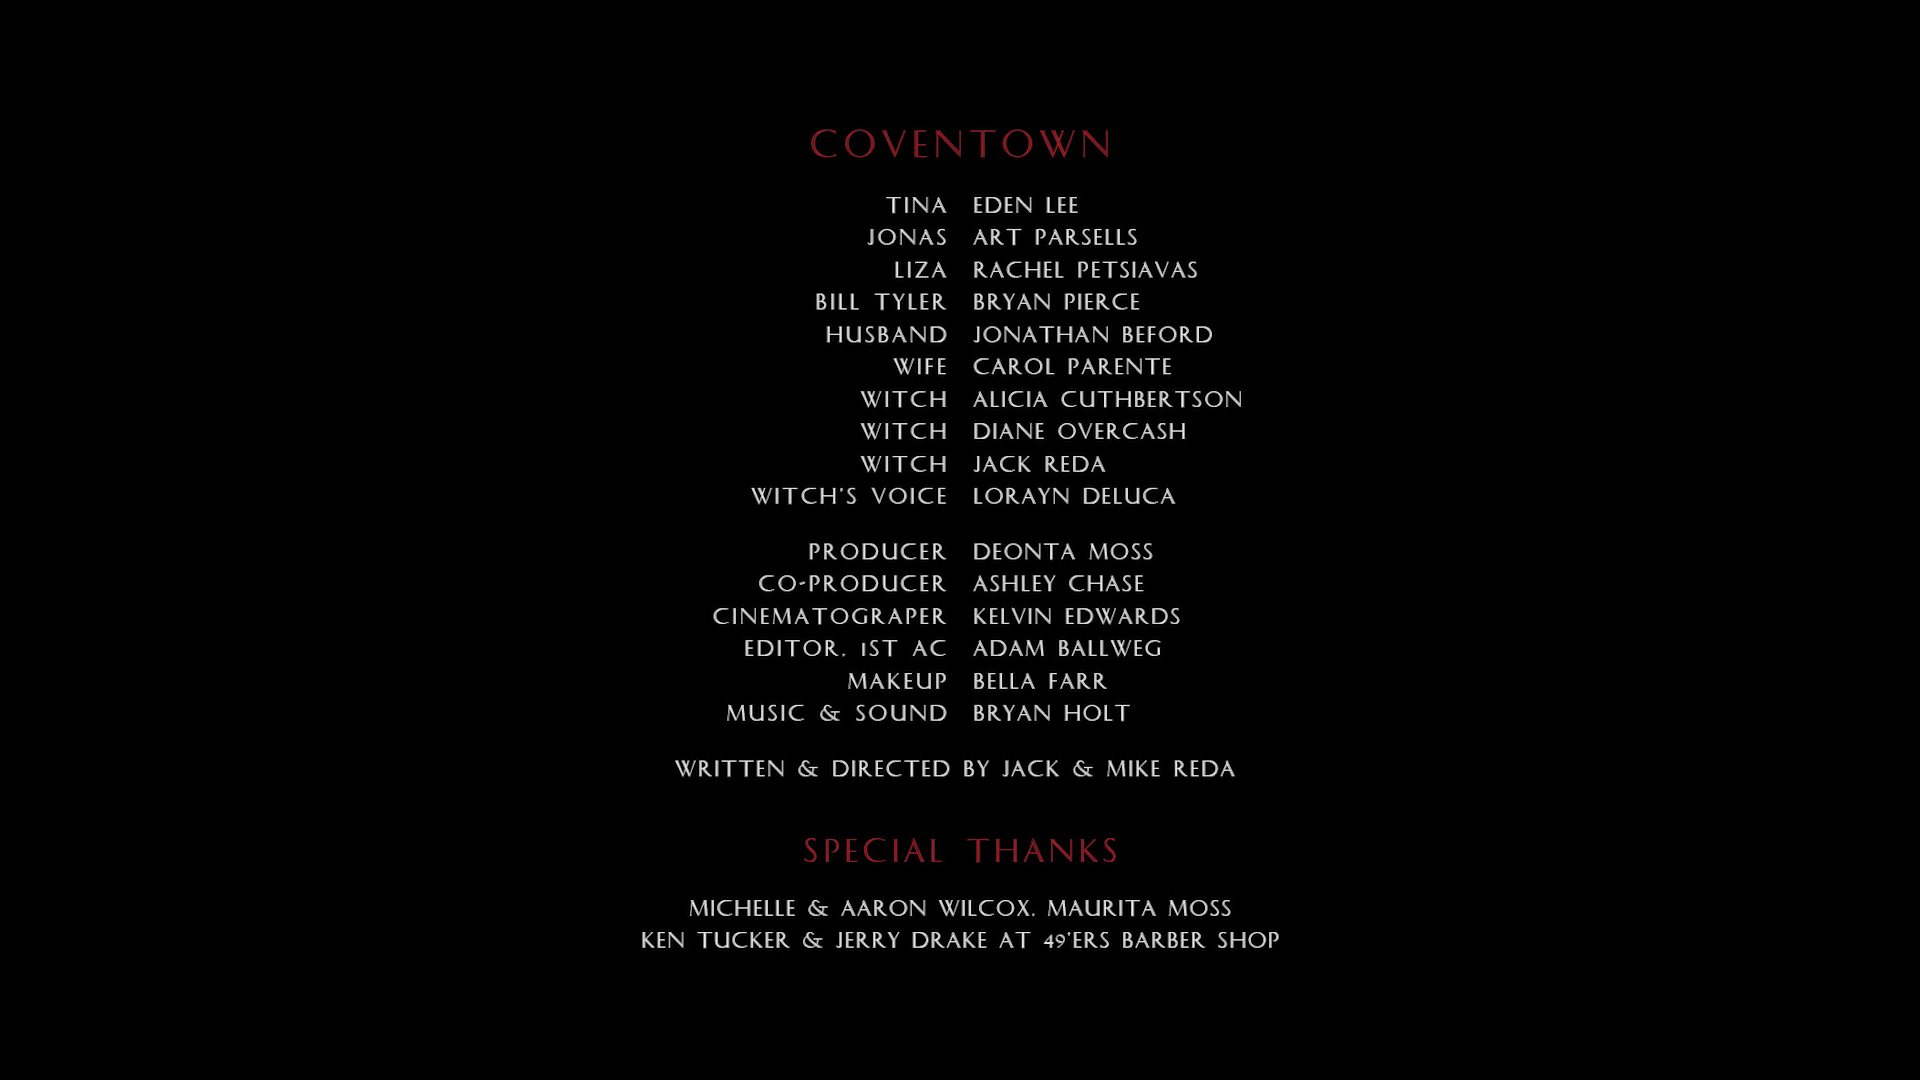 COVENTOWN
TINA EDEN LEE
JONAS ART PARSELLS
LIZA RACHEL PETSIAVAS
BILL TYLER BRYAN PIERCE
HUSBAND JONATHAN BEFORD
WIFE CAROL PARENTE
WITCH ALICIA CUTHBERTSON
WITCH DIANE OVERCASH
WITCH JACK REDA
WITCH'S VOICE LORAYN DELUCA
PRODUCER DEONTA MOSS
CO-PRODUCER ASHLEY CHASE
CINEMATOGRAPER KELVIN EDWARDS
EDITOR, 1ST AC ADAM BALLWEG
MAKEUP BELLA FARR
MUSIC & SOUND BRYAN HOLT
WRITTEN & DIRECTED BY JACK & MIKE REDA
SPECIAL THANKS
MICHELLE & AARON WILCOX, MAURITA MOSS
KEN TUCKER & JERRY DRAKE AT 49'ERS BARBER SHOP